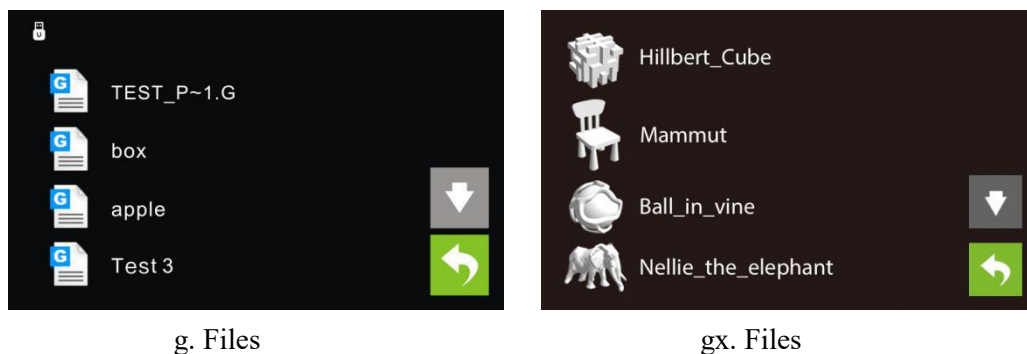 U
G TEST_P~1.G
G box
G apple
G Test 3
Hillbert_Cube
Mammut
Ball_in_vine
Nellie_the_elephant
g. Files
gx. Files